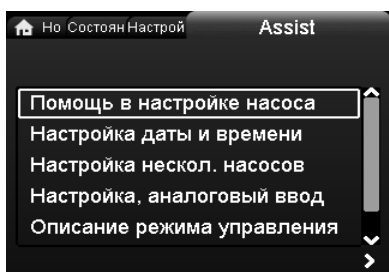 Но Состоян Настрой Assist
Помощь в настройке насоса
Настройка даты и времени
Настройка нескол. насосов
Настройка, аналоговый ввод
Описание режима управления